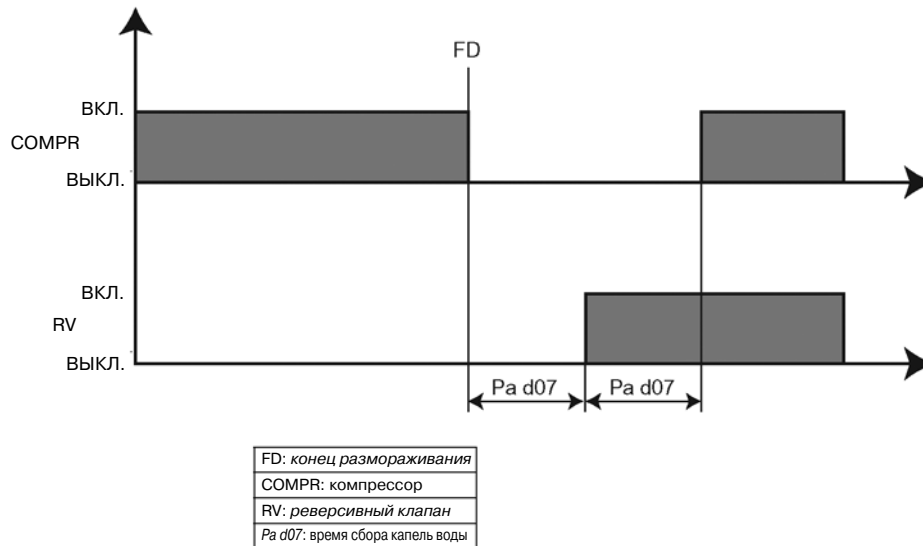 FD
ВКЛ.
COMPR
ВЫКЛ.
ВКЛ.
RV
ВЫКЛ.
Pa d07 Pa d07
FD: конец размораживания
COMPR: компрессор
RV: реверсивный клапан
Pa d07: время сбора капель воды